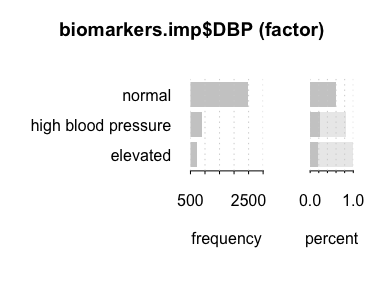 biomarkers.imp$DBP (factor)
normal
high blood pressure
elevated
500 2500 0.0 1.0
frequency percent